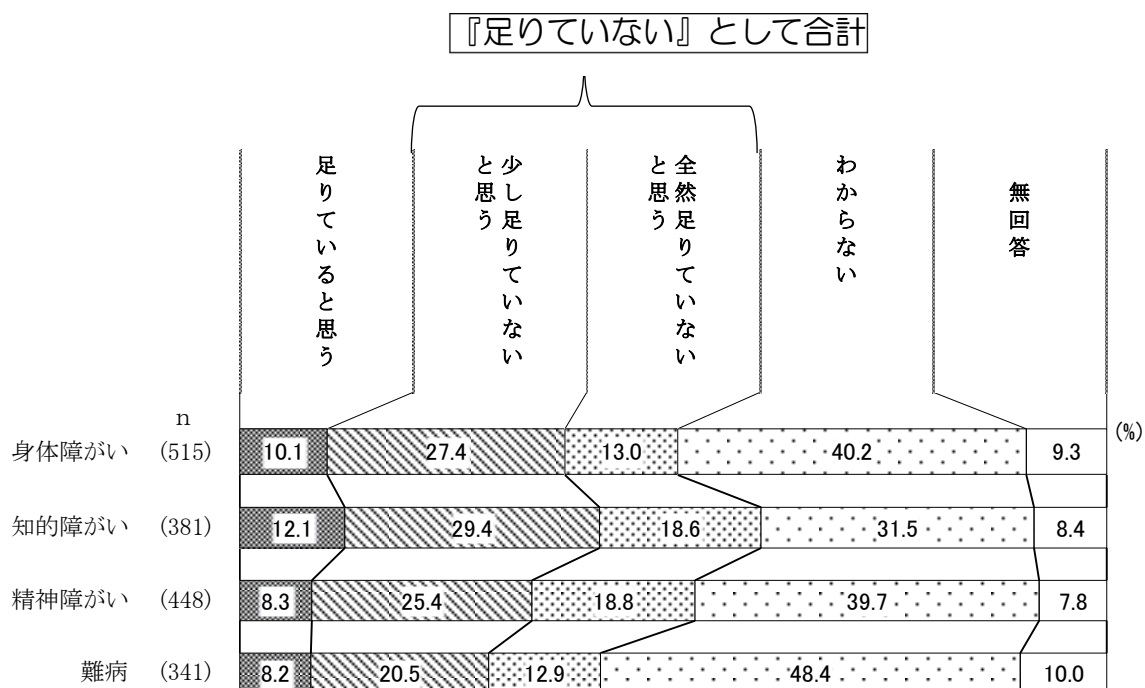 『足りていない』として合計
足りていると思う
少し足りていない
と思う
全然足りていない
と思う
わからない
無回答
n
(%)
身体障がい (515) 10.1 27.4 13.0 40.2 9.3
知的障がい (381) 12.1 29.4 18.6 31.5 8.4
精神障がい (448) 8.3 25.4 18.8 39.7 7.8
難病 (341) 8.2 20.5 12.9 48.4 10.0